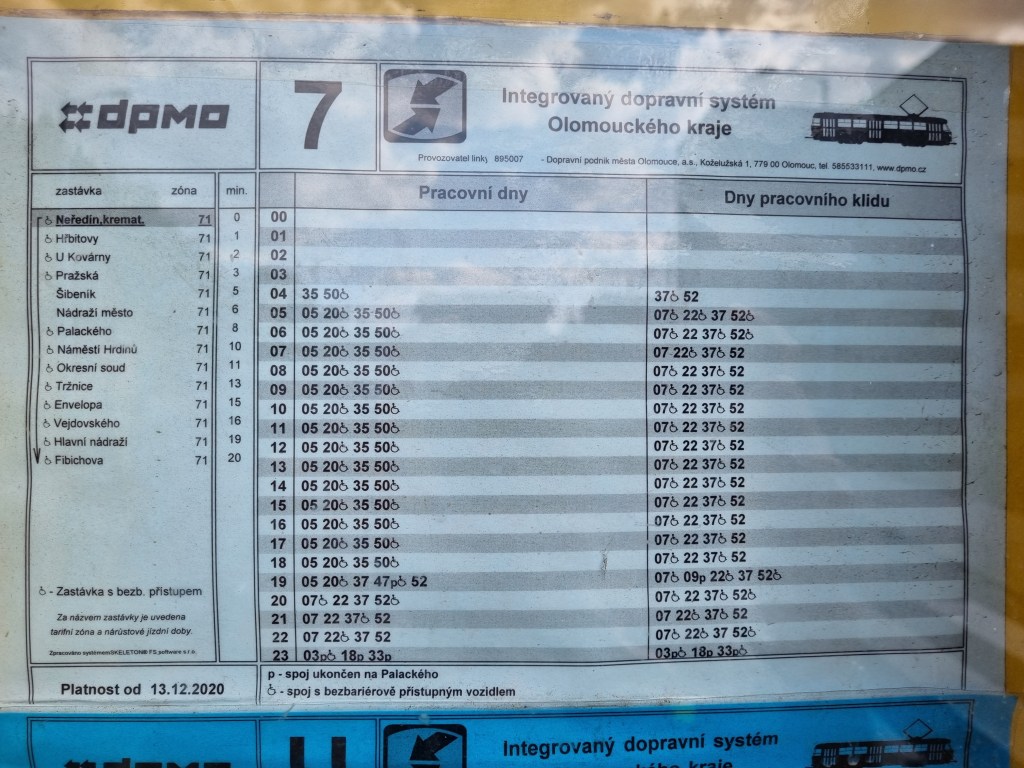 dpmo 7 Integrovaný dopravní systém
Olomouckého kraje
Provozovatel linky 895007 - Dopravní podnik města Olomouce, a.s., Koželužská 1, 779 00 Olomouc, tel. 585533111, www.dpmo.cz
zastávka zóna min. Pracovní dny Dny pracovního klidu
♿ Neředín,kremat. 71 0
♿ Hřbitovy 71 1
♿ U Kovárny 71 2
♿ Pražská 71 3
Šibeník 71 5
Nádraží město 71 6
♿ Palackého 71 8
♿ Náměstí Hrdinů 71 10
♿ Okresní soud 71 11
♿ Tržnice 71 13
♿ Envelopa 71 15
♿ Vejdovského 71 16
♿ Hlavní nádraží 71 19
♿ Fibichova 71 20
00
01
02
03
04 35 50♿ 37♿ 52
05 05 20♿ 35 50♿ 07♿ 22♿ 37 52♿
06 05 20♿ 35 50♿ 07♿ 22 37♿ 52♿
07 05 20♿ 35 50♿ 07 22♿ 37♿ 52
08 05 20♿ 35 50♿ 07♿ 22 37♿ 52
09 05 20♿ 35 50♿ 07♿ 22 37♿ 52
10 05 20♿ 35 50♿ 07♿ 22 37♿ 52
11 05 20♿ 35 50♿ 07♿ 22 37♿ 52
12 05 20♿ 35 50♿ 07♿ 22 37♿ 52
13 05 20♿ 35 50♿ 07♿ 22 37♿ 52
14 05 20♿ 35 50♿ 07♿ 22 37♿ 52
15 05 20♿ 35 50♿ 07♿ 22 37♿ 52
16 05 20♿ 35 50♿ 07♿ 22 37♿ 52
17 05 20♿ 35 50♿ 07♿ 22 37♿ 52
18 05 20♿ 35 50♿ 07♿ 22 37♿ 52
19 05 20♿ 37 47p♿ 52 07♿ 09p 22♿ 37 52♿
20 07♿ 22 37 52♿ 07♿ 22 37 52♿
21 07 22 37♿ 52 07 22♿ 37♿ 52
22 07 22♿ 37 52 07♿ 22♿ 37 52♿
23 03p♿ 18p 33p 03p♿ 18p 33p♿
♿ - Zastávka s bezb. přístupem
Za názvem zastávky je uvedena
tarifní zóna a nárůstové jízdní doby.
Zpracováno systémem SKELETON® FS software s.r.o.
Platnost od 13.12.2020
p - spoj ukončen na Palackého
♿ - spoj s bezbariérově přístupným vozidlem
dpmo U Integrovaný dopravní systém
Olomouckého kraje